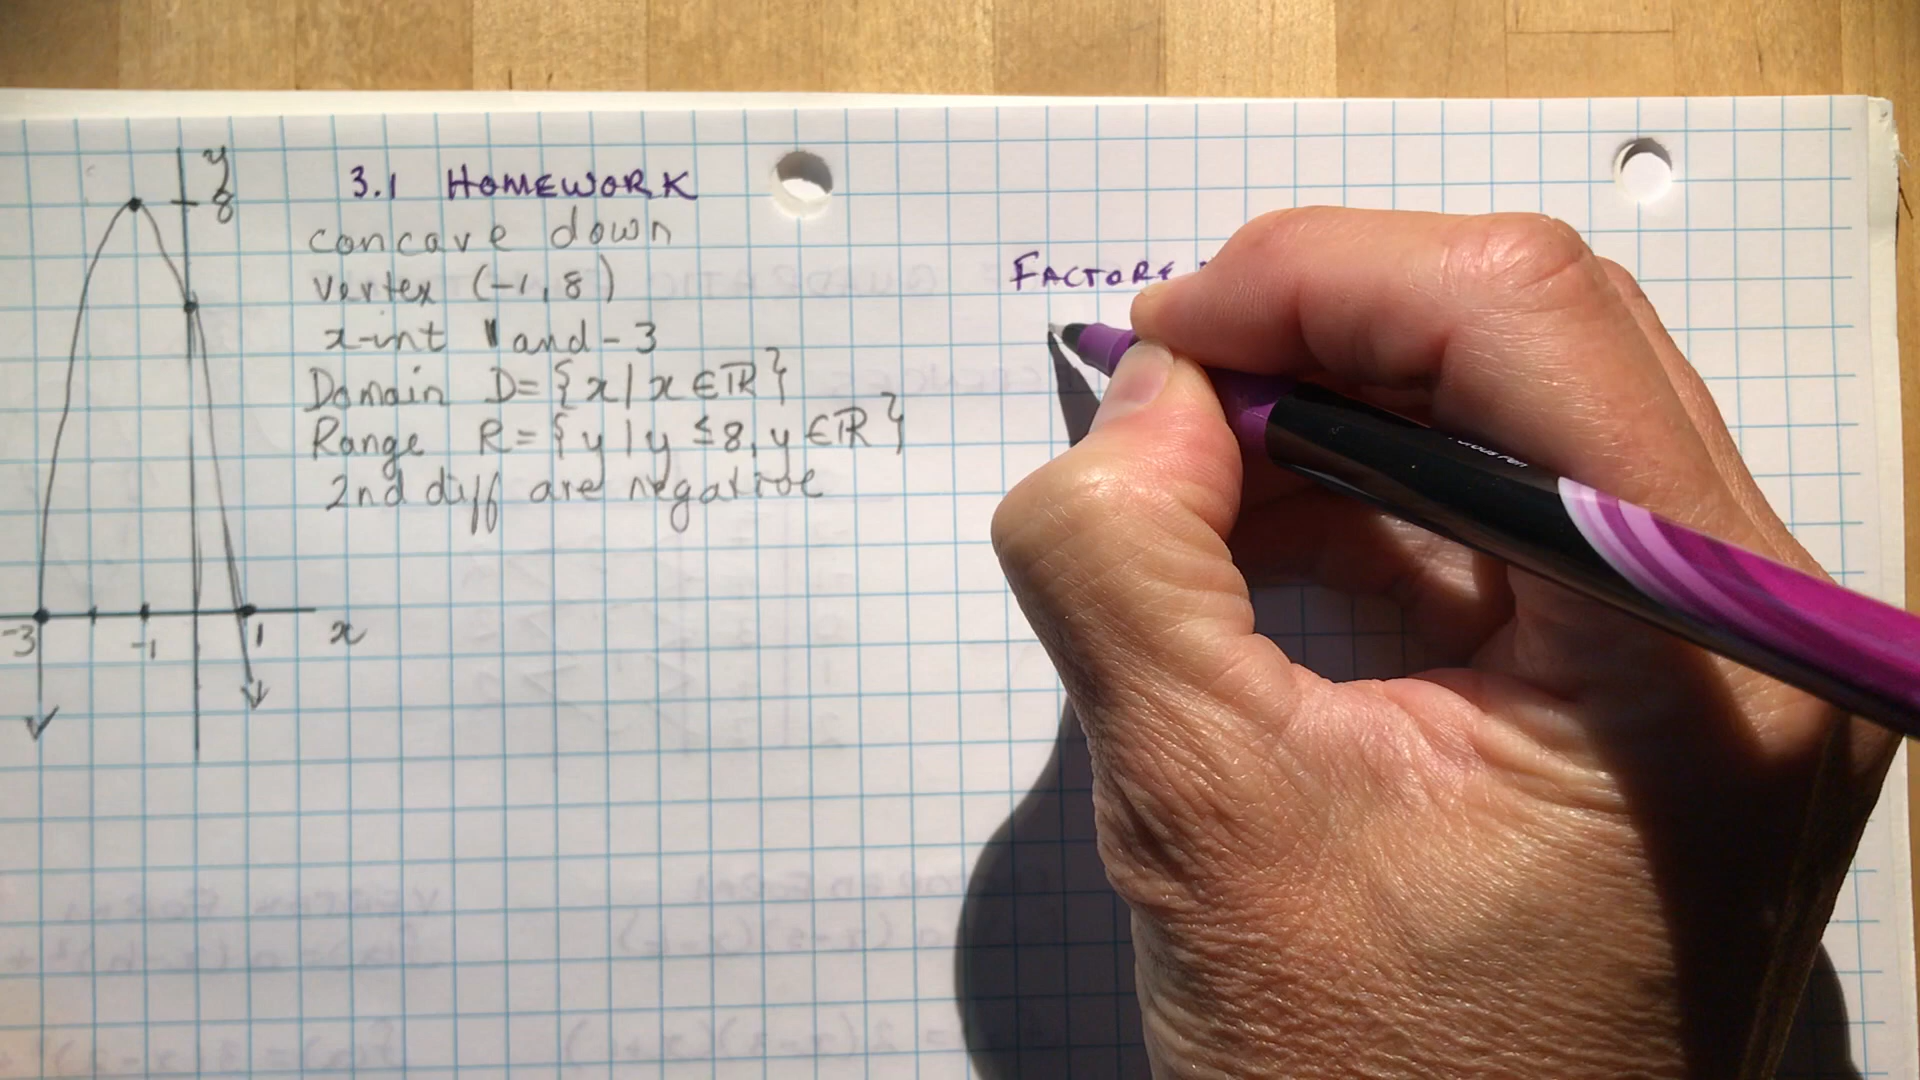 y
8
3.1 HOMEWORK
concave down
vertex (-1, 8)
x-int 1 and -3
Domain D = {x | x ∈ ℝ}
Range R = {y | y ≤ 8, y ∈ ℝ}
2nd diff are negative
-3 -1 1 x
FACTORE